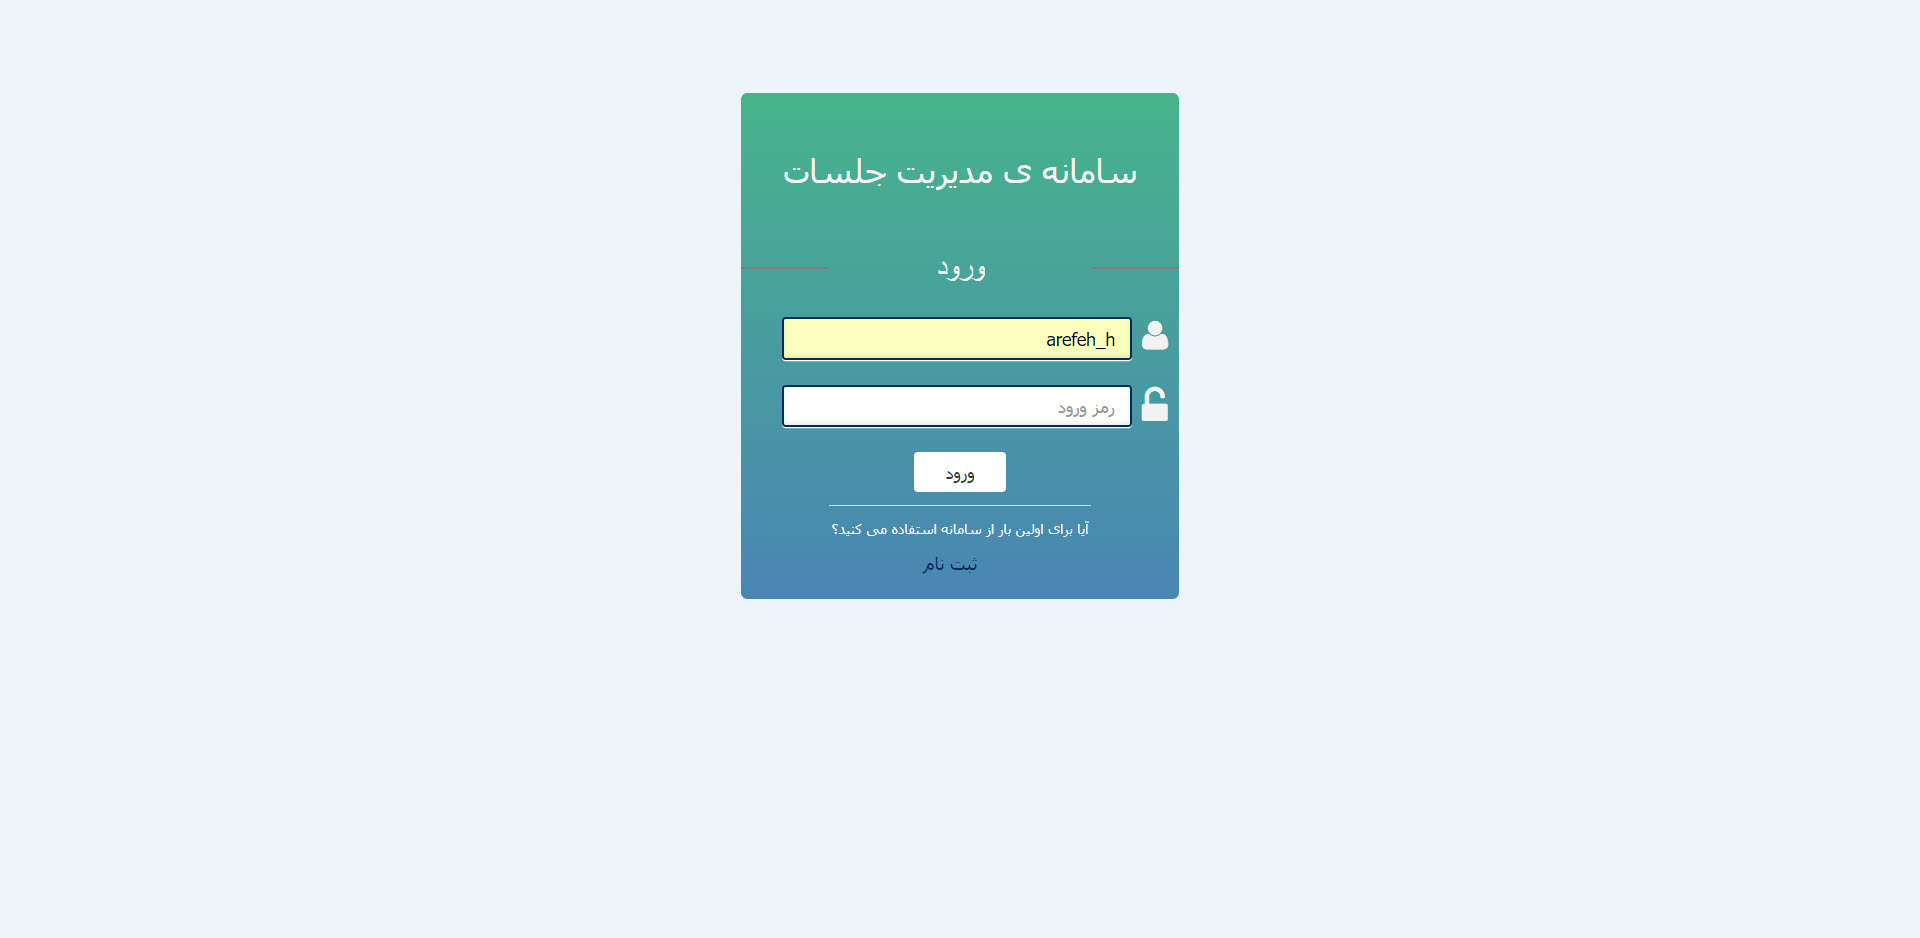 سامانه ی مدیریت جلسات
ورود
arefeh_h
رمز ورود
ورود
آیا برای اولین بار از سامانه استفاده می کنید؟
ثبت نام